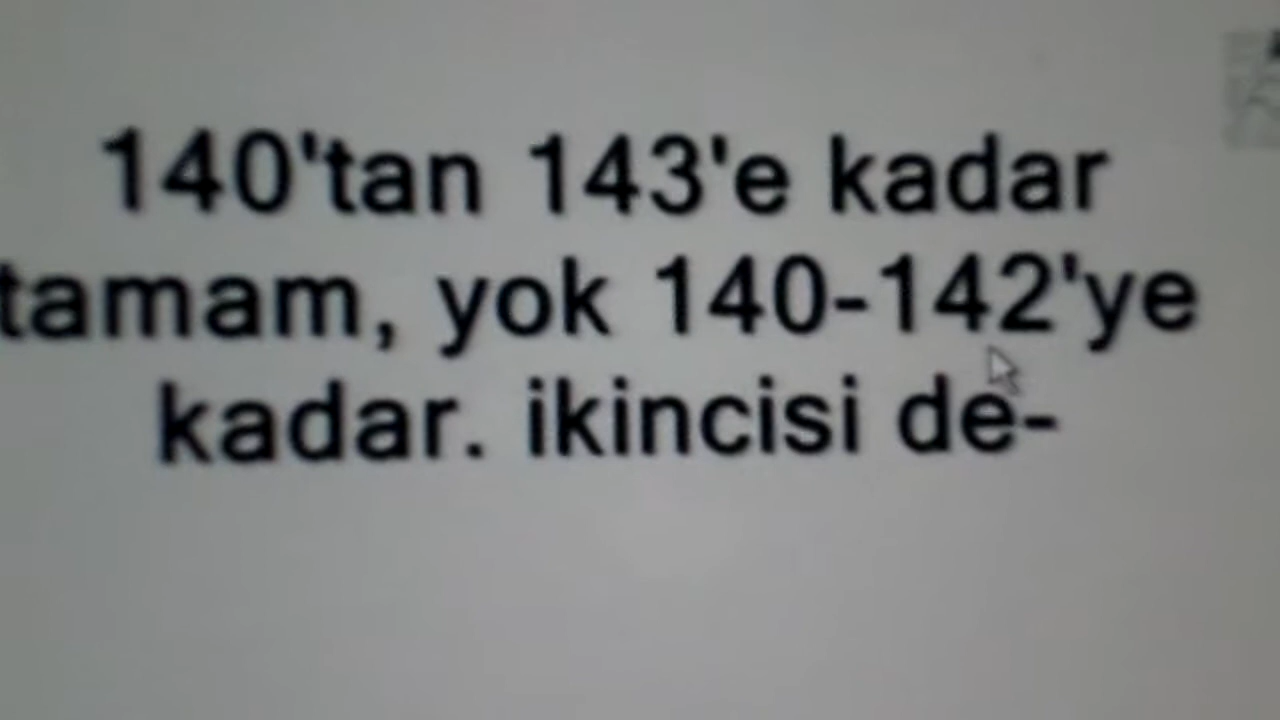 140'tan 143'e kadar
tamam, yok 140-142'ye
kadar. ikincisi de-